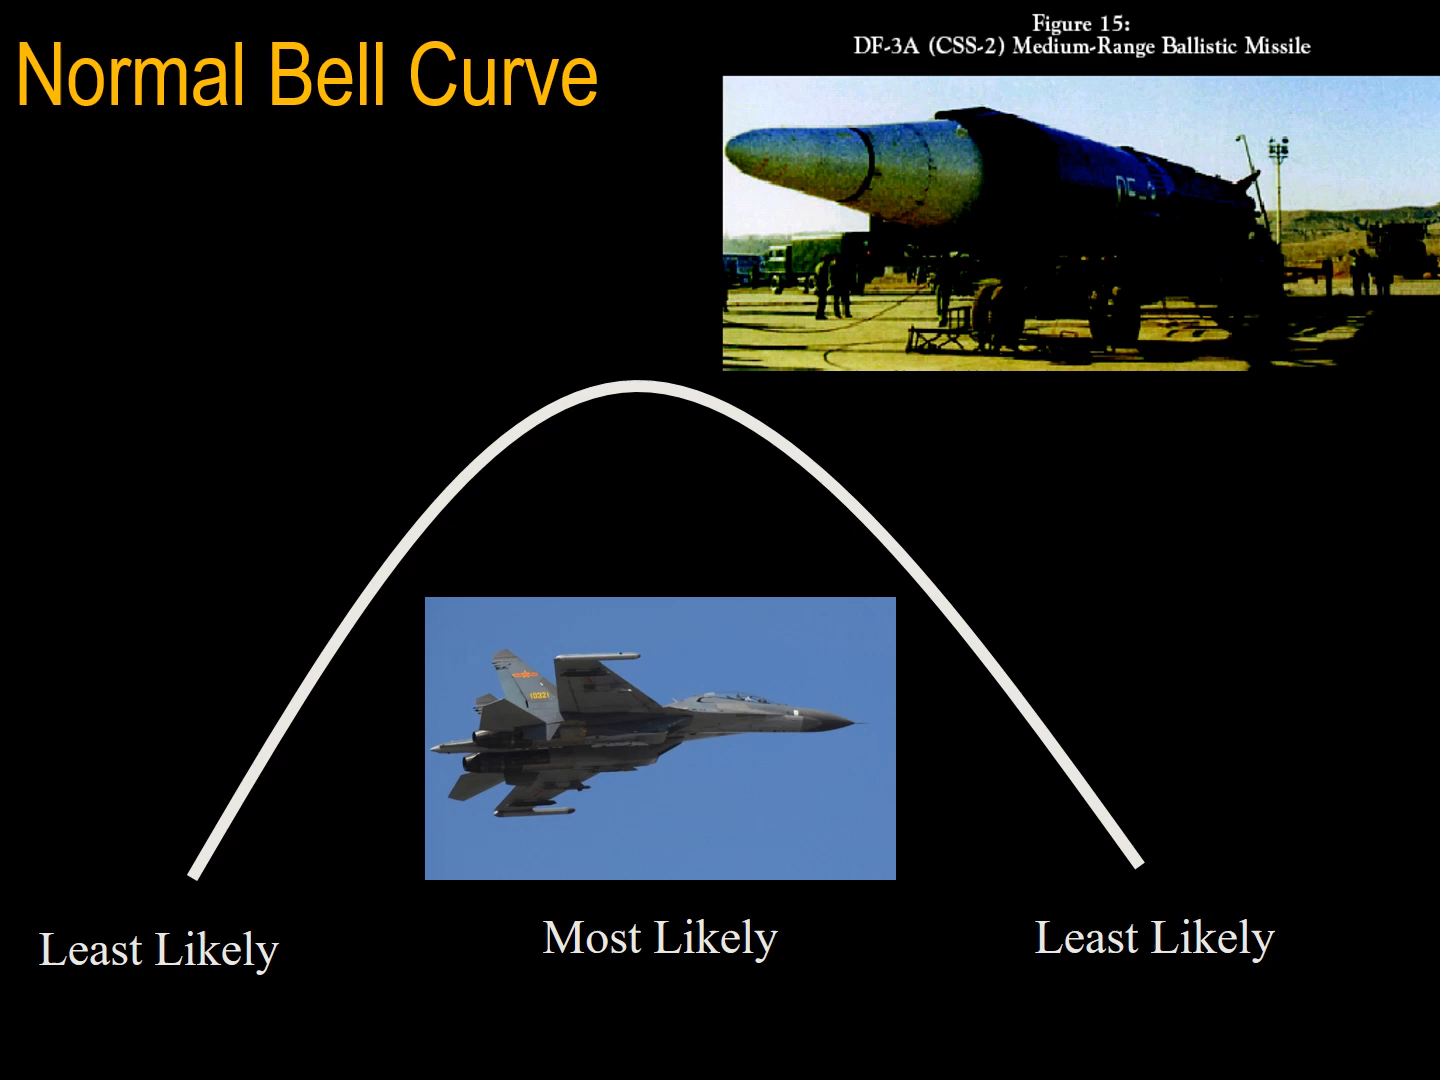 Normal Bell Curve
Figure 15:
DF-3A (CSS-2) Medium-Range Ballistic Missile
Least Likely
Most Likely
Least Likely